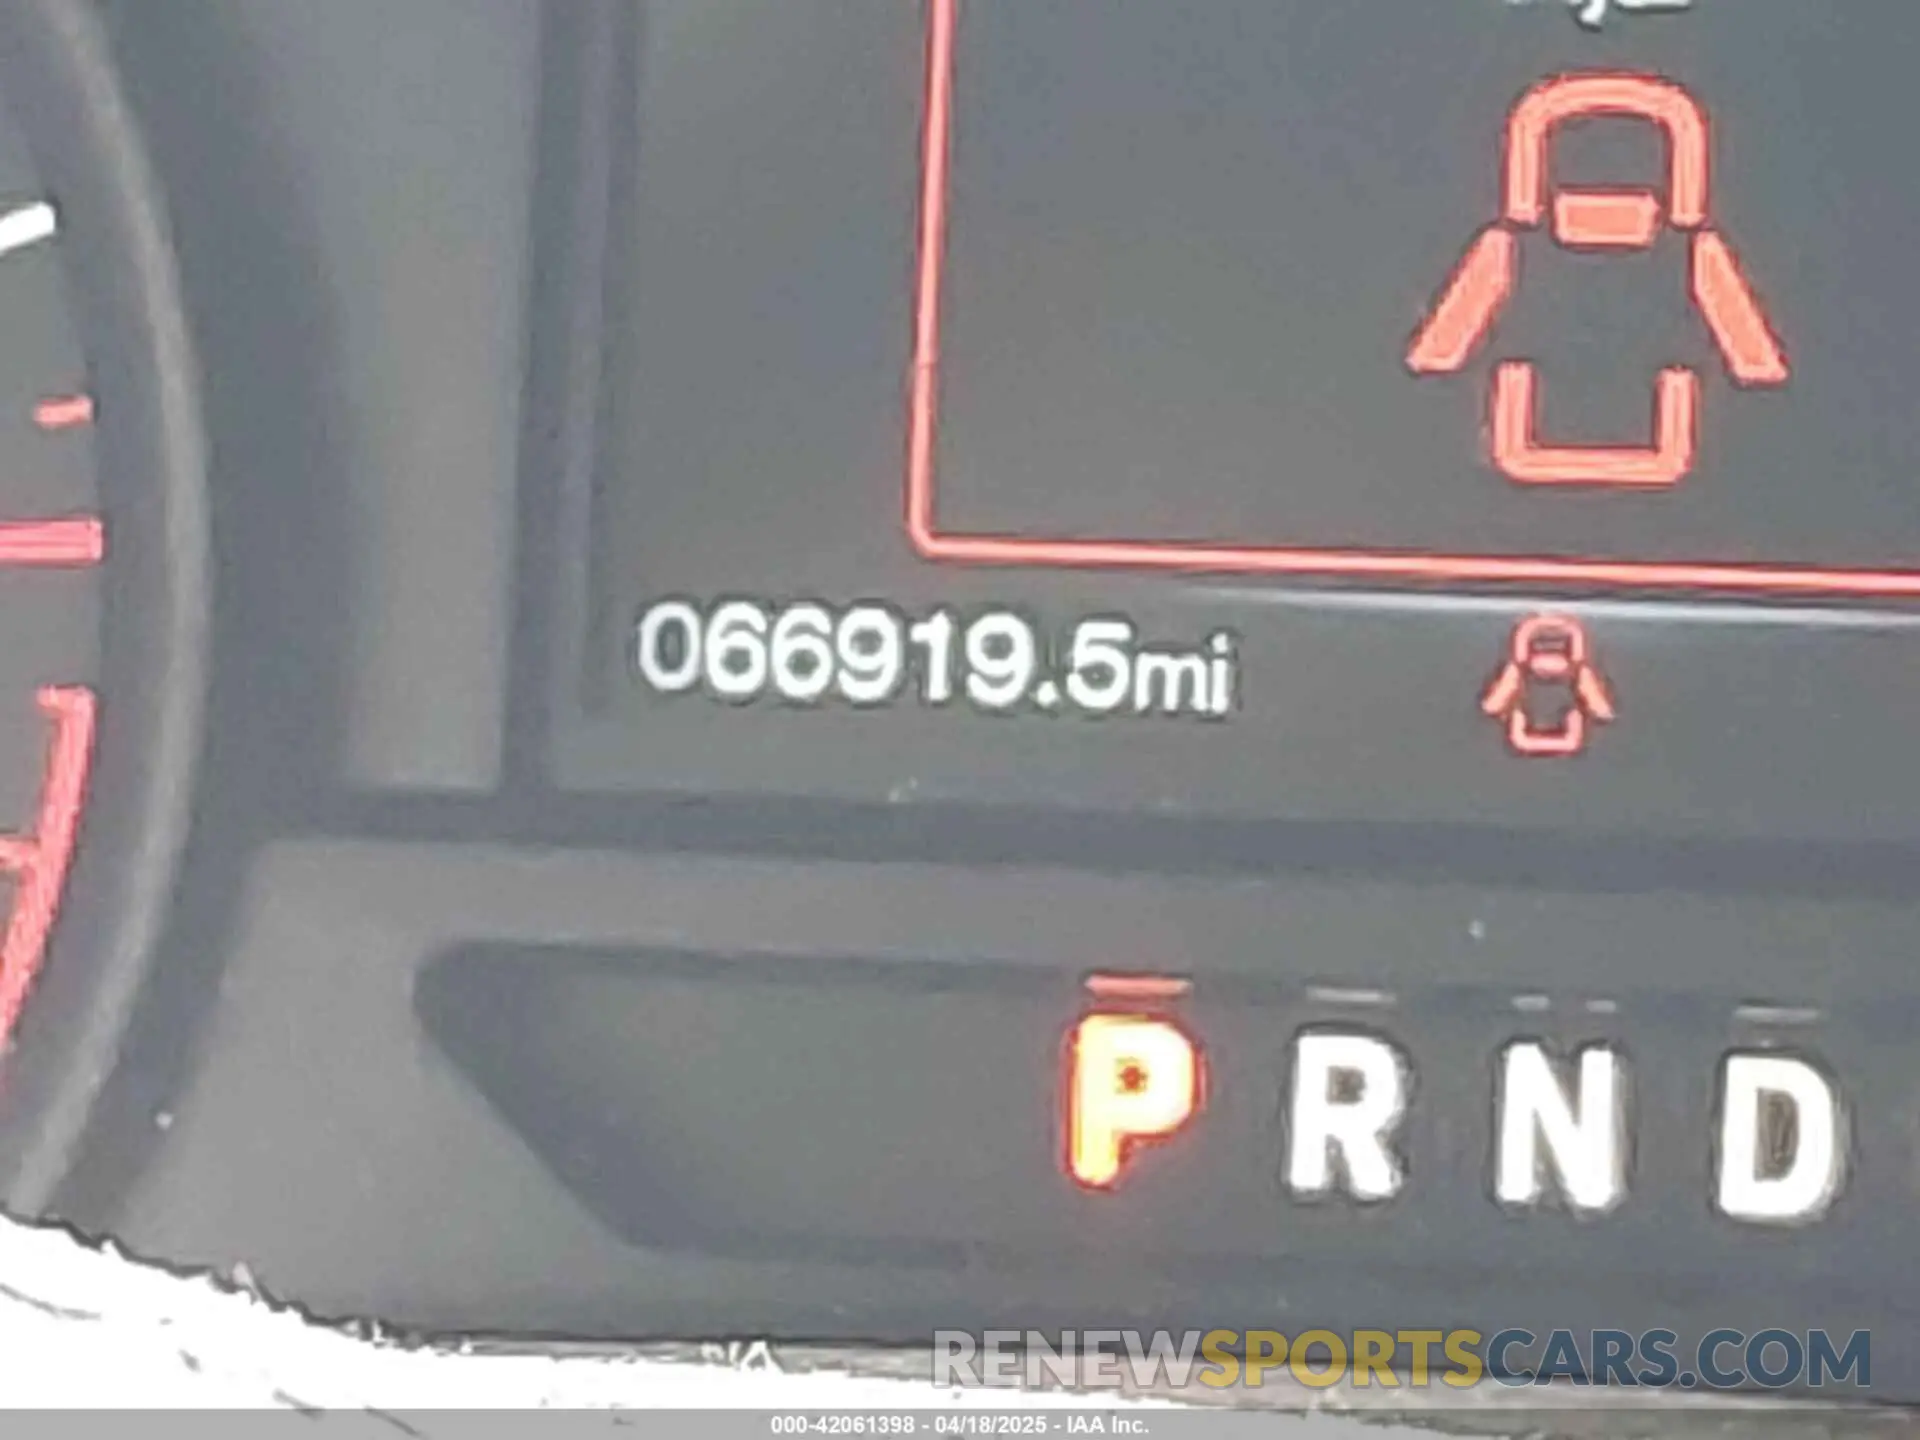 066919.5mi
P R N D
RENEWSPORTSCARS.COM
000-42061398 - 04/18/2025 - IAA Inc.